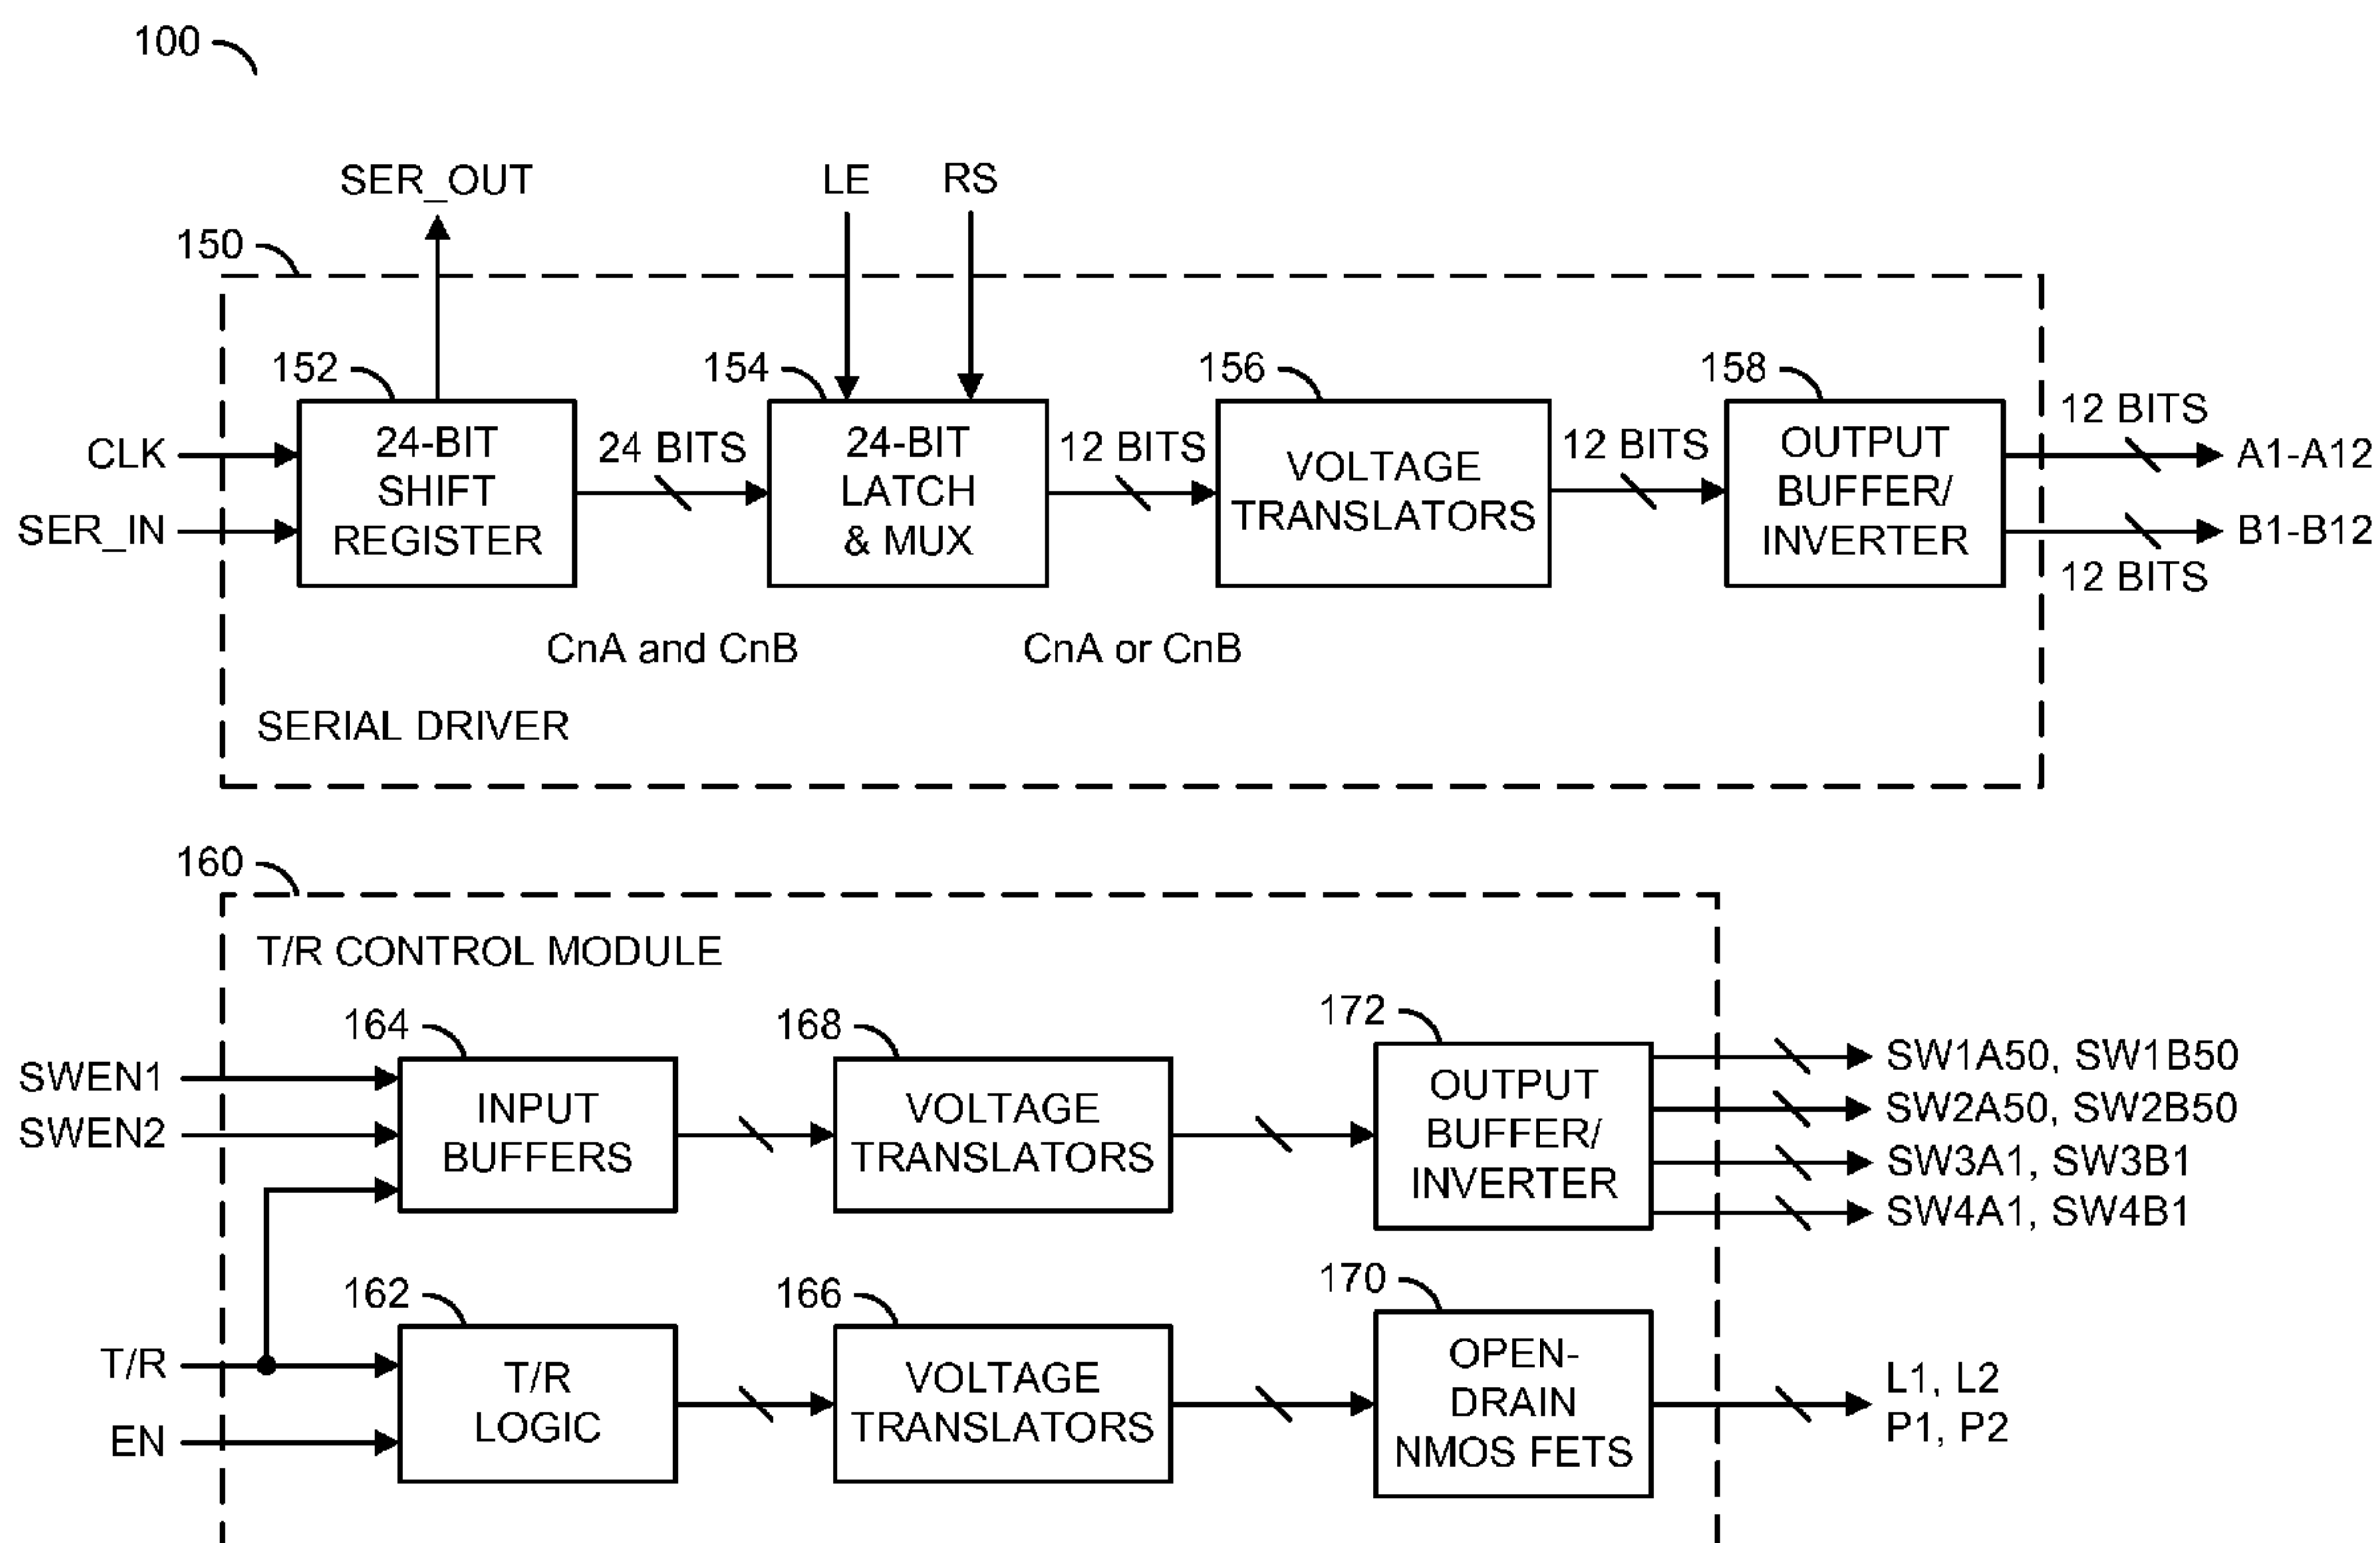 100
SER_OUT
LE
RS
150
152
154
156
158
CLK
SER_IN
24-BIT
SHIFT
REGISTER
24 BITS
24-BIT
LATCH
& MUX
12 BITS
VOLTAGE
TRANSLATORS
12 BITS
OUTPUT
BUFFER/
INVERTER
12 BITS
A1-A12
B1-B12
12 BITS
CnA and CnB
CnA or CnB
SERIAL DRIVER
160
T/R CONTROL MODULE
164
168
172
SWEN1
SWEN2
INPUT
BUFFERS
VOLTAGE
TRANSLATORS
OUTPUT
BUFFER/
INVERTER
SW1A50, SW1B50
SW2A50, SW2B50
SW3A1, SW3B1
SW4A1, SW4B1
162
166
170
T/R
EN
T/R
LOGIC
VOLTAGE
TRANSLATORS
OPEN-
DRAIN
NMOS FETS
L1, L2
P1, P2